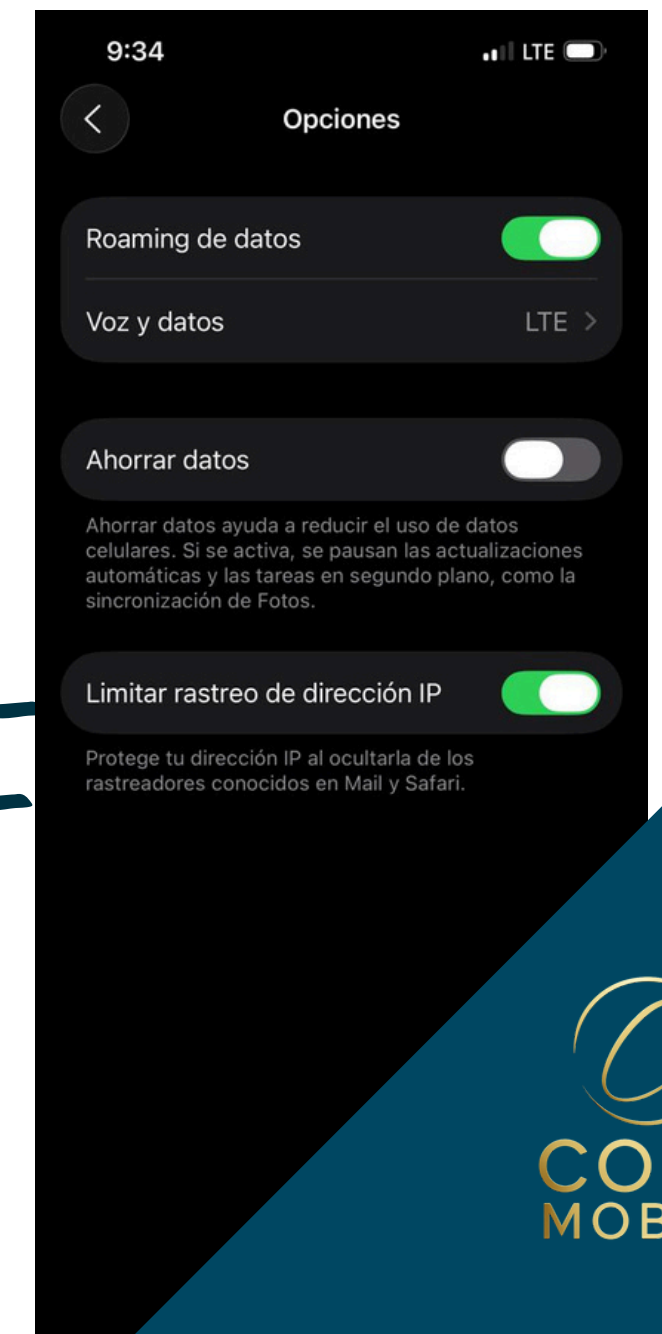 9:34
LTE
Opciones
Roaming de datos
Voz y datos
LTE
Ahorrar datos
Ahorrar datos ayuda a reducir el uso de datos
celulares. Si se activa, se pausan las actualizaciones
automáticas y las tareas en segundo plano, como la
sincronización de Fotos.
Limitar rastreo de dirección IP
Protege tu dirección IP al ocultarla de los
rastreadores conocidos en Mail y Safari.
CO
MOB